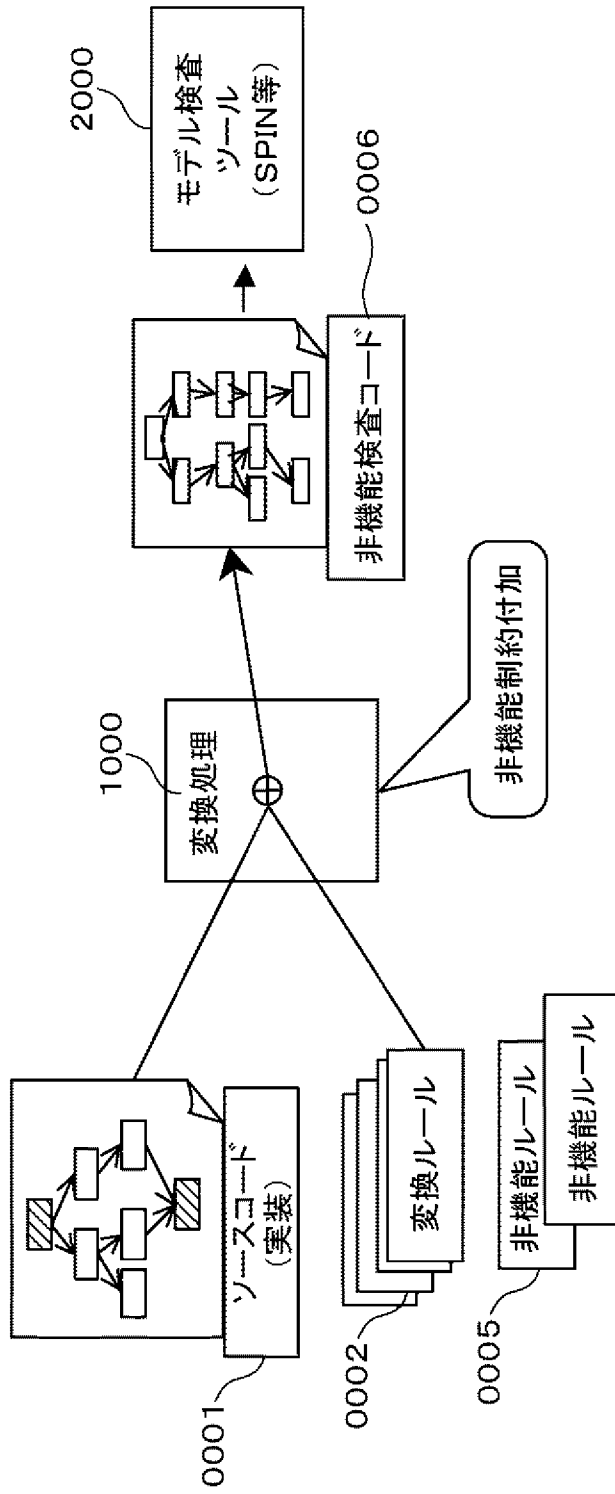 ソースコード
(実装)
0001
変換ルール
0002
非機能ルール
非機能ルール
0005
1000
変換処理
非機能制約付加
非機能検査コード
0006
2000
モデル検査
ツール
(SPIN等)